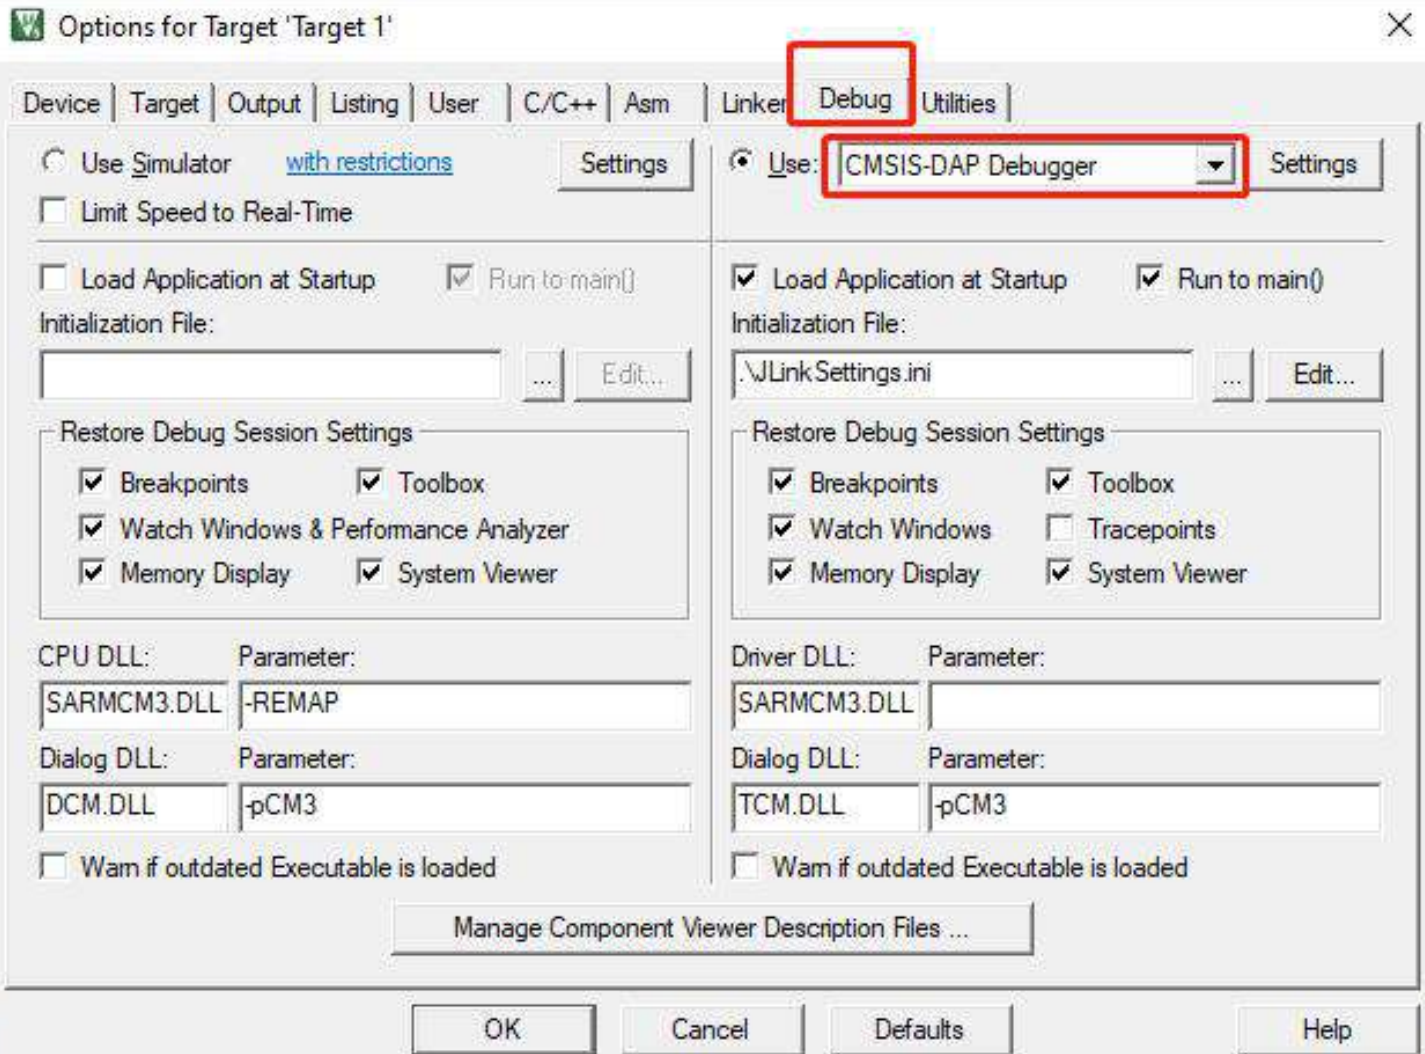 Options for Target 'Target 1'
Device Target Output Listing User C/C++ Asm Linker Debug Utilities
Use Simulator with restrictions Settings
Limit Speed to Real-Time
Use: CMSIS-DAP Debugger Settings
Load Application at Startup Run to main()
Initialization File:
... Edit...
Restore Debug Session Settings
Breakpoints Toolbox
Watch Windows & Performance Analyzer
Memory Display System Viewer
CPU DLL: Parameter:
SARMCM3.DLL -REMAP
Dialog DLL: Parameter:
DCM.DLL -pCM3
Warn if outdated Executable is loaded
Load Application at Startup Run to main()
Initialization File:
.\JLinkSettings.ini ... Edit...
Restore Debug Session Settings
Breakpoints Toolbox
Watch Windows Tracepoints
Memory Display System Viewer
Driver DLL: Parameter:
SARMCM3.DLL
Dialog DLL: Parameter:
TCM.DLL -pCM3
Warn if outdated Executable is loaded
Manage Component Viewer Description Files ...
OK Cancel Defaults Help